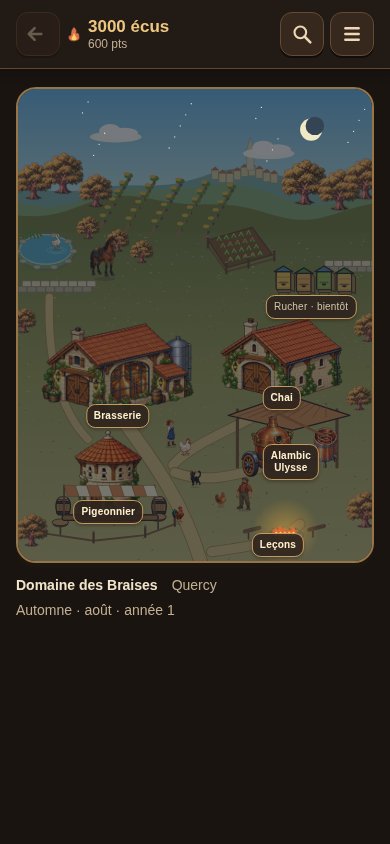 3000 écus
600 pts
Rucher · bientôt
Chai
Brasserie
Alambic
Ulysse
Pigeonnier
Leçons
Domaine des Braises Quercy
Automne · août · année 1